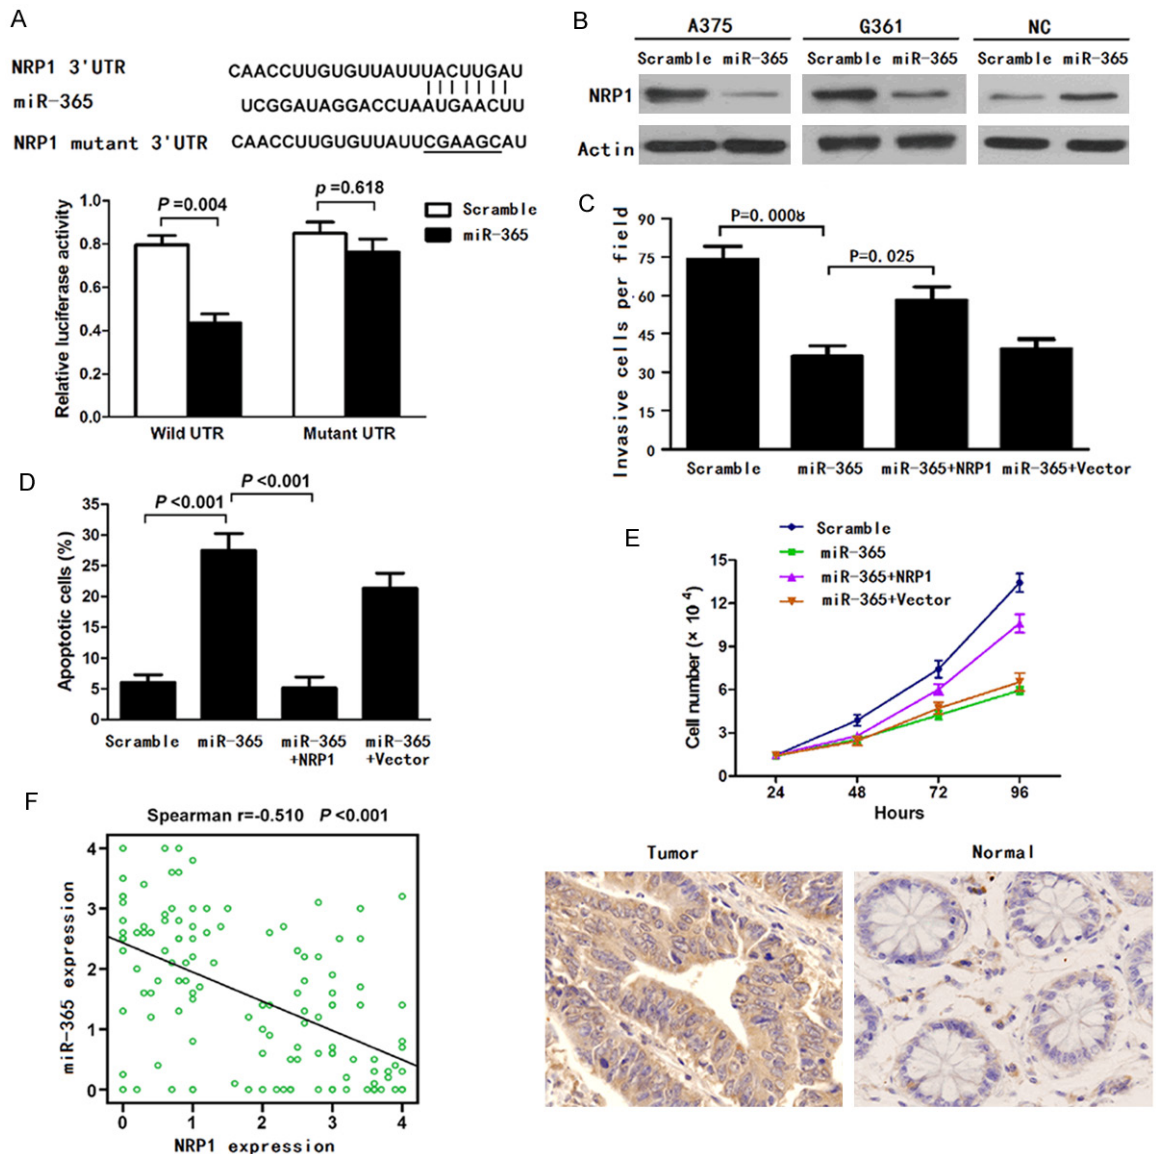 A
NRP1 3'UTR CAACCUUGUGUUAUUUACUUGAU
miR-365 UCGGAUAGGACCUAAUGAACUU
NRP1 mutant 3'UTR CAACCUUGUGUUAUUCGAAGCAU
P =0.004
p =0.618
Scramble
miR-365
Relative luciferase activity
1.0
0.8
0.6
0.4
0.2
0.0
Wild UTR Mutant UTR
B
A375 G361 NC
Scramble miR-365 Scramble miR-365 Scramble miR-365
NRP1
Actin
C
P=0.0008
P=0.025
Invasive cells per field
90
75
60
45
30
15
0
Scramble miR-365 miR-365+NRP1 miR-365+Vector
D
P <0.001
P <0.001
Apoptotic cells (%)
35
30
25
20
15
10
5
0
Scramble miR-365 miR-365 miR-365
+NRP1 +Vector
E
Scramble
miR-365
miR-365+NRP1
miR-365+Vector
Cell number (× 10⁴)
15
12
9
6
3
0
24 48 72 96
Hours
F
Spearman r=-0.510 P <0.001
miR-365 expression
4
3
2
1
0
0 1 2 3 4
NRP1 expression
Tumor Normal